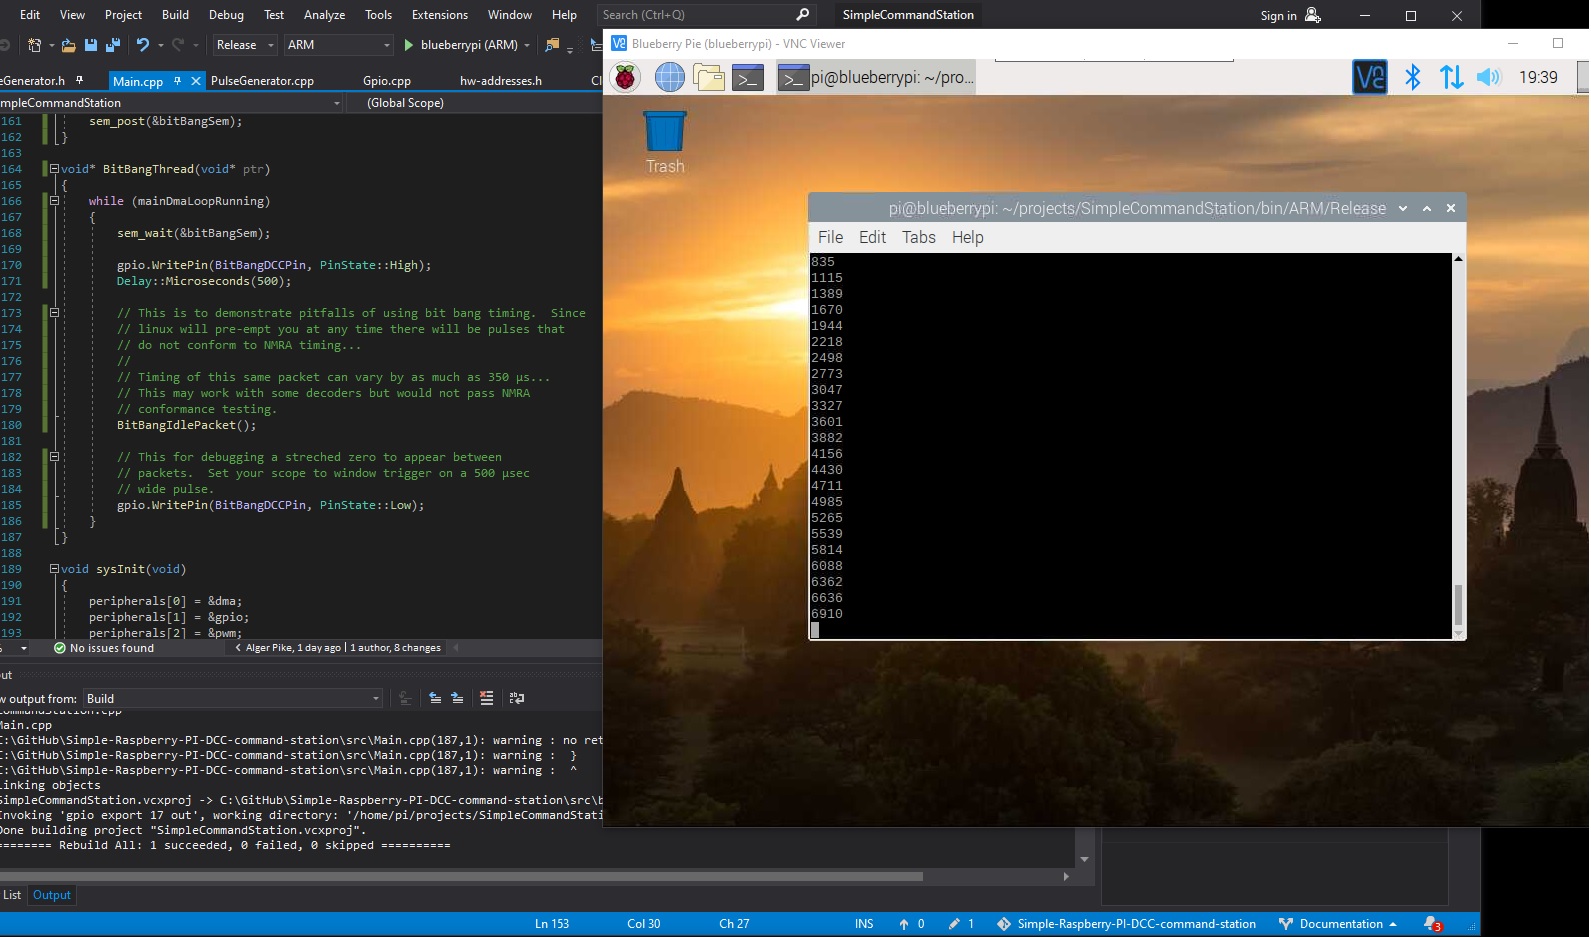 Edit View Project Build Debug Test Analyze Tools Extensions Window Help Search (Ctrl+Q) SimpleCommandStation Sign in
Release ARM blueberrypi (ARM)
eGenerator.h Main.cpp PulseGenerator.cpp Gpio.cpp hw-addresses.h Cl
mpleCommandStation (Global Scope)
161 sem_post(&bitBangSem);
162 }
163
164 void* BitBangThread(void* ptr)
165 {
166 while (mainDmaLoopRunning)
167 {
168 sem_wait(&bitBangSem);
169
170 gpio.WritePin(BitBangDCCPin, PinState::High);
171 Delay::Microseconds(500);
172
173 // This is to demonstrate pitfalls of using bit bang timing. Since
174 // linux will pre-empt you at any time there will be pulses that
175 // do not conform to NMRA timing...
176 //
177 // Timing of this same packet can vary by as much as 350 µs...
178 // This may work with some decoders but would not pass NMRA
179 // conformance testing.
180 BitBangIdlePacket();
181
182 // This for debugging a streched zero to appear between
183 // packets. Set your scope to window trigger on a 500 µsec
184 // wide pulse.
185 gpio.WritePin(BitBangDCCPin, PinState::Low);
186 }
187 }
188
189 void sysInit(void)
190 {
191 peripherals[0] = &dma;
192 peripherals[1] = &gpio;
193 peripherals[2] = &pwm;
% No issues found Alger Pike, 1 day ago | 1 author, 8 changes
ut
w output from: Build
Main.cpp
C:\GitHub\Simple-Raspberry-PI-DCC-command-station\src\Main.cpp(187,1): warning : no ret
C:\GitHub\Simple-Raspberry-PI-DCC-command-station\src\Main.cpp(187,1): warning : }
C:\GitHub\Simple-Raspberry-PI-DCC-command-station\src\Main.cpp(187,1): warning : ^
Linking objects
SimpleCommandStation.vcxproj -> C:\GitHub\Simple-Raspberry-PI-DCC-command-station\src\b
Invoking 'gpio export 17 out', working directory: '/home/pi/projects/SimpleCommandStati
Done building project "SimpleCommandStation.vcxproj".
======== Rebuild All: 1 succeeded, 0 failed, 0 skipped ==========
List Output
Ln 153 Col 30 Ch 27 INS 0 1 Simple-Raspberry-PI-DCC-command-station Documentation 3
V2 Blueberry Pie (blueberrypi) - VNC Viewer
pi@blueberrypi: ~/pro... 19:39
Trash
pi@blueberrypi: ~/projects/SimpleCommandStation/bin/ARM/Release
File Edit Tabs Help
835
1115
1389
1670
1944
2218
2498
2773
3047
3327
3601
3882
4156
4430
4711
4985
5265
5539
5814
6088
6362
6636
6910